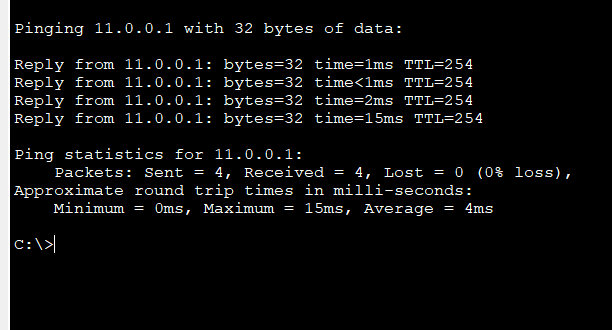 Pinging 11.0.0.1 with 32 bytes of data:
Reply from 11.0.0.1: bytes=32 time=1ms TTL=254
Reply from 11.0.0.1: bytes=32 time<1ms TTL=254
Reply from 11.0.0.1: bytes=32 time=2ms TTL=254
Reply from 11.0.0.1: bytes=32 time=15ms TTL=254
Ping statistics for 11.0.0.1:
Packets: Sent = 4, Received = 4, Lost = 0 (0% loss),
Approximate round trip times in milli-seconds:
Minimum = 0ms, Maximum = 15ms, Average = 4ms
C:\>